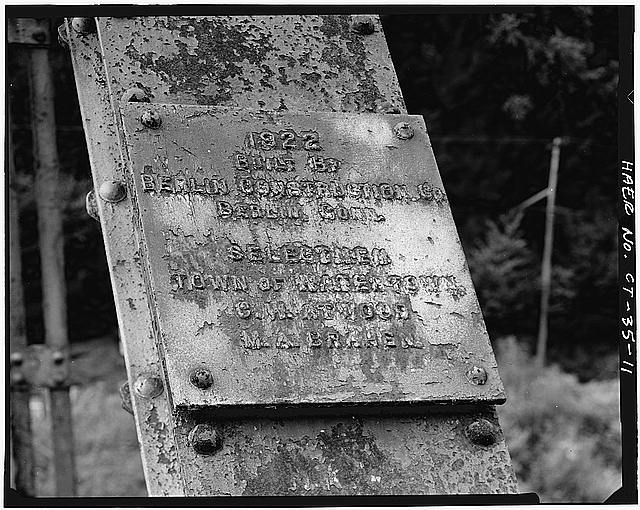 1922
BUILT BY
BERLIN CONSTRUCTION CO.
BERLIN, CONN.
SELECTMEN
TOWN OF WATERTOWN
C. W. ATWOOD
M. A. BRAHEN
HAER NO. CT-35-11